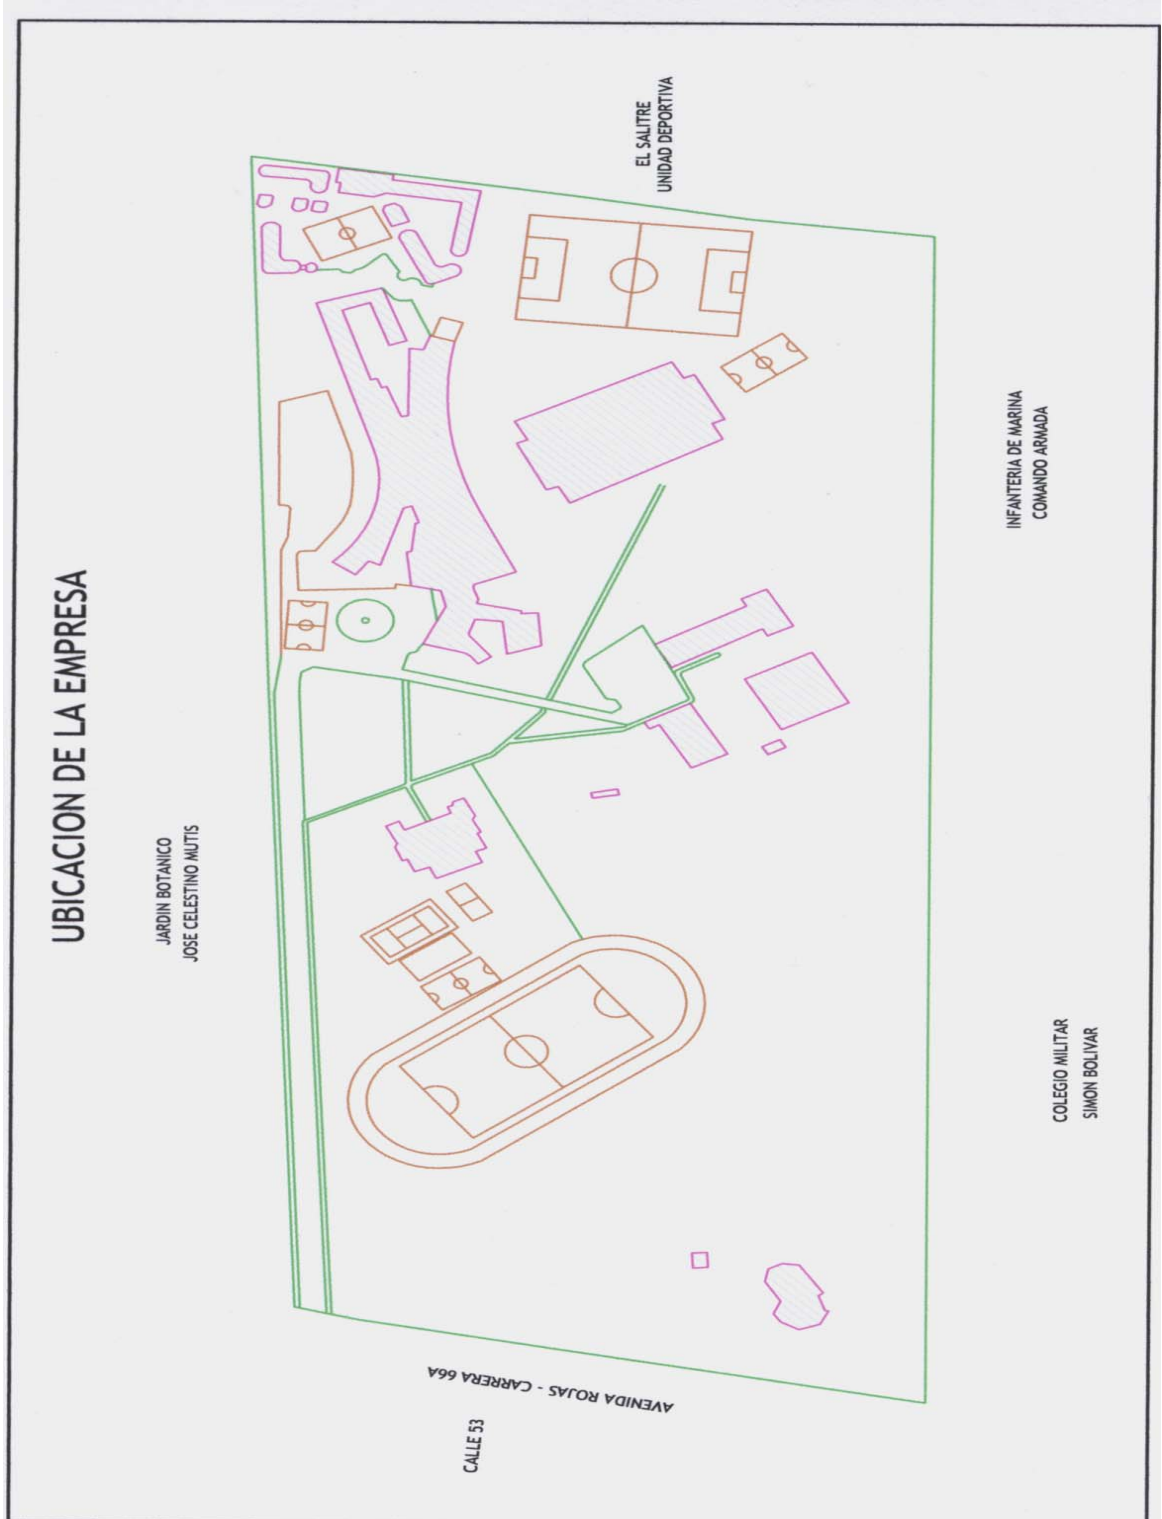 UBICACION DE LA EMPRESA
JARDIN BOTANICO
JOSE CELESTINO MUTIS
EL SALITRE
UNIDAD DEPORTIVA
INFANTERIA DE MARINA
COMANDO ARMADA
COLEGIO MILITAR
SIMON BOLIVAR
AVENIDA ROJAS - CARRERA 66A
CALLE 53